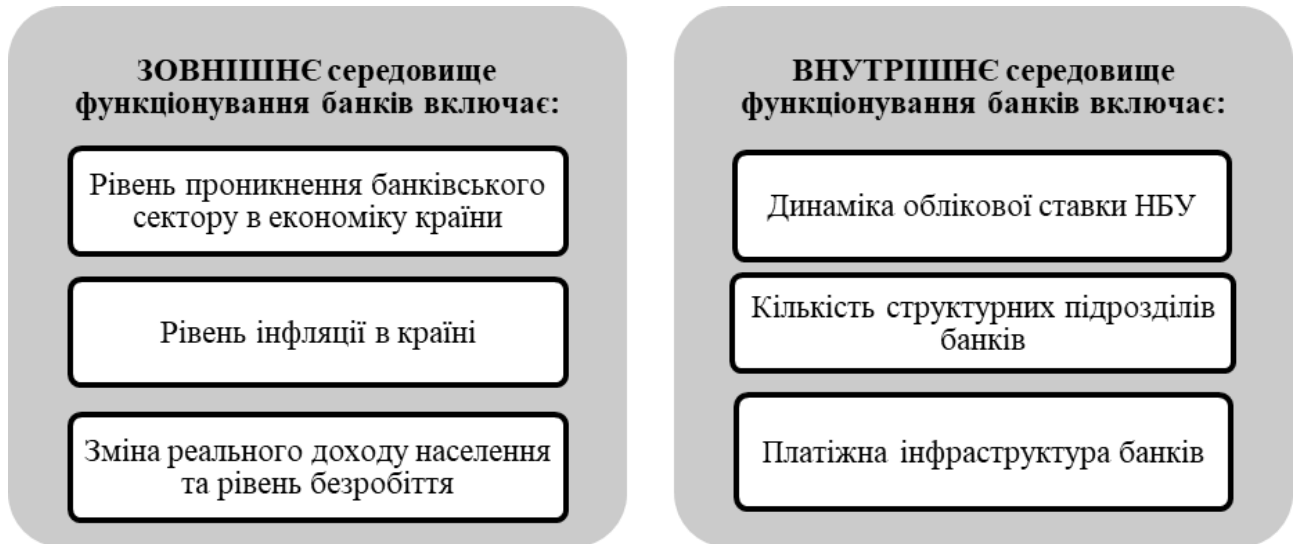 ЗОВНІШНЄ середовище
функціонування банків включає:
Рівень проникнення банківського
сектору в економіку країни
Рівень інфляції в країні
Зміна реального доходу населення
та рівень безробіття
ВНУТРІШНЄ середовище
функціонування банків включає:
Динаміка облікової ставки НБУ
Кількість структурних підрозділів
банків
Платіжна інфраструктура банків